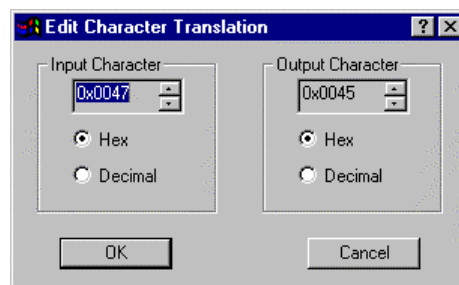 Edit Character Translation
Input Character
Output Character
0x0047
0x0045
Hex
Hex
Decimal
Decimal
OK
Cancel